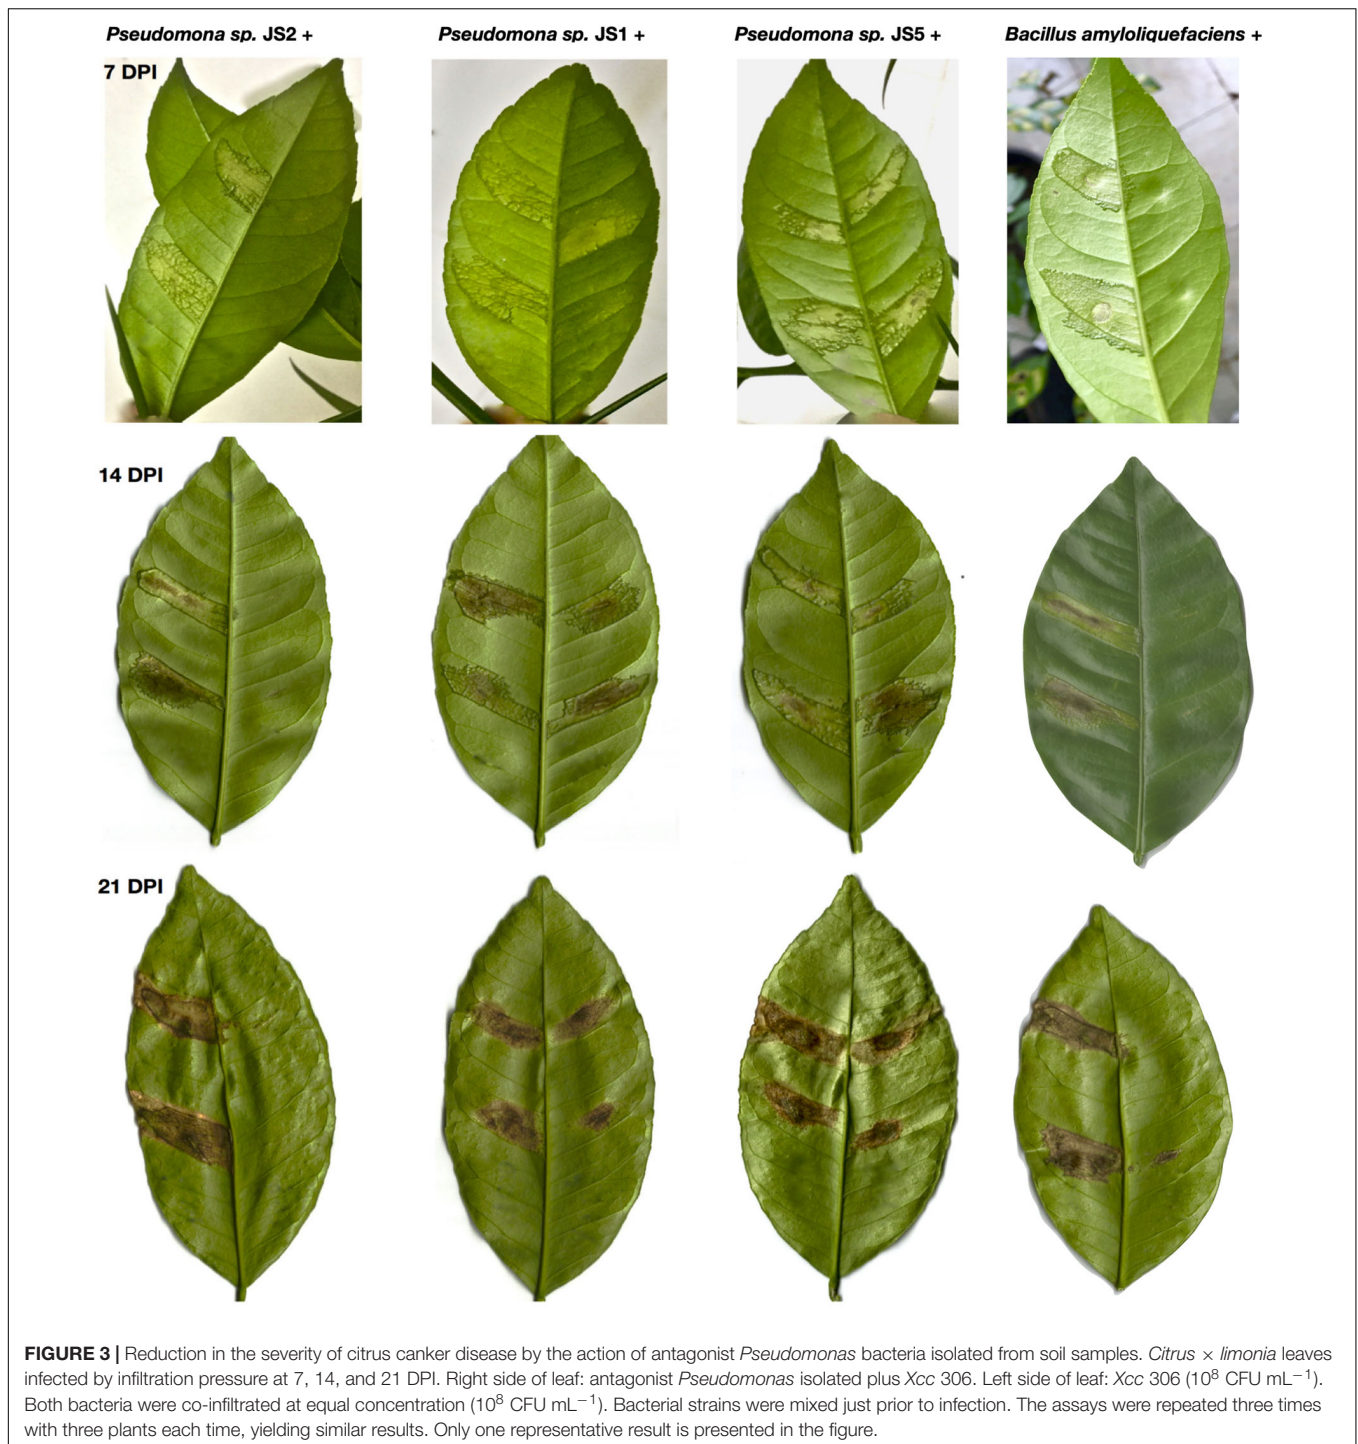 Pseudomona sp. JS2 + Pseudomona sp. JS1 + Pseudomona sp. JS5 + Bacillus amyloliquefaciens +
7 DPI
14 DPI
21 DPI
FIGURE 3 | Reduction in the severity of citrus canker disease by the action of antagonist Pseudomonas bacteria isolated from soil samples. Citrus × limonia leaves
infected by infiltration pressure at 7, 14, and 21 DPI. Right side of leaf: antagonist Pseudomonas isolated plus Xcc 306. Left side of leaf: Xcc 306 (10⁸ CFU mL⁻¹).
Both bacteria were co-infiltrated at equal concentration (10⁸ CFU mL⁻¹). Bacterial strains were mixed just prior to infection. The assays were repeated three times
with three plants each time, yielding similar results. Only one representative result is presented in the figure.